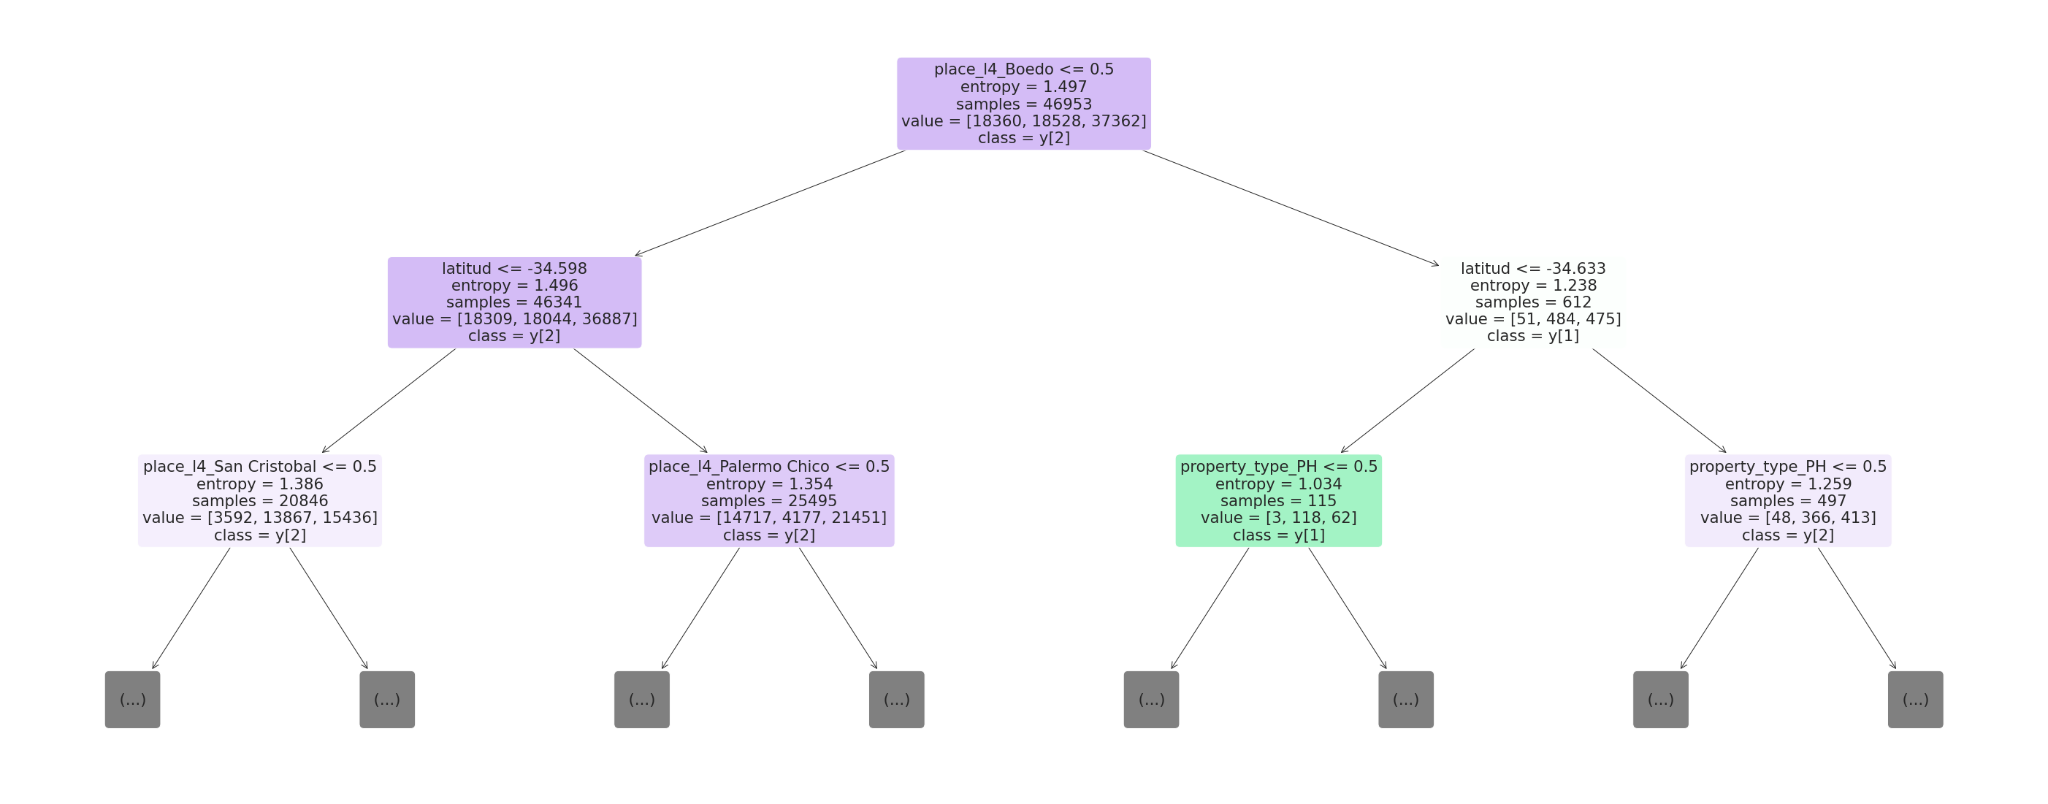 place_l4_Boedo <= 0.5
entropy = 1.497
samples = 46953
value = [18360, 18528, 37362]
class = y[2]
latitud <= -34.598
entropy = 1.496
samples = 46341
value = [18309, 18044, 36887]
class = y[2]
latitud <= -34.633
entropy = 1.238
samples = 612
value = [51, 484, 475]
class = y[1]
place_l4_San Cristobal <= 0.5
entropy = 1.386
samples = 20846
value = [3592, 13867, 15436]
class = y[2]
place_l4_Palermo Chico <= 0.5
entropy = 1.354
samples = 25495
value = [14717, 4177, 21451]
class = y[2]
property_type_PH <= 0.5
entropy = 1.034
samples = 115
value = [3, 118, 62]
class = y[1]
property_type_PH <= 0.5
entropy = 1.259
samples = 497
value = [48, 366, 413]
class = y[2]
(...)
(...)
(...)
(...)
(...)
(...)
(...)
(...)